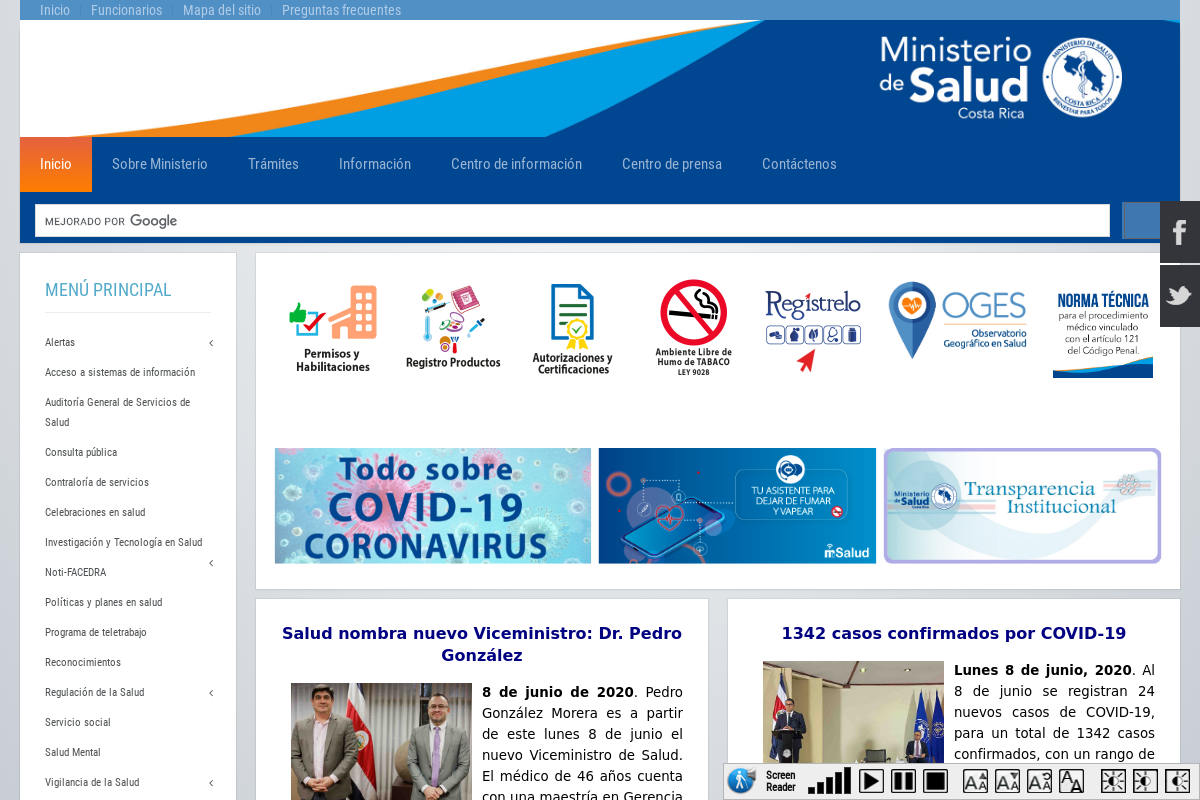 Inicio
Funcionarios
Mapa del sitio
Preguntas frecuentes
Ministerio
de Salud
Costa Rica
MINISTERIO DE SALUD
COSTA RICA
BIENESTAR PARA TODOS
Inicio
Sobre Ministerio
Trámites
Información
Centro de información
Centro de prensa
Contáctenos
MEJORADO POR Google
MENÚ PRINCIPAL
Alertas
Acceso a sistemas de información
Auditoría General de Servicios de
Salud
Consulta pública
Contraloría de servicios
Celebraciones en salud
Investigación y Tecnología en Salud
Noti-FACEDRA
Políticas y planes en salud
Programa de teletrabajo
Reconocimientos
Regulación de la Salud
Servicio social
Salud Mental
Vigilancia de la Salud
Permisos y
Habilitaciones
Registro Productos
Autorizaciones y
Certificaciones
Ambiente Libre de
Humo de TABACO
LEY 9028
Regístrelo
OGES
Observatorio
Geográfico en Salud
NORMA TÉCNICA
para el procedimiento
médico vinculado
con el artículo 121
del Código Penal.
Todo sobre
COVID-19
CORONAVIRUS
TU ASISTENTE PARA
DEJAR DE FUMAR
Y VAPEAR
mSalud
Ministerio
de Salud
Costa Rica
Transparencia
Institucional
Salud nombra nuevo Viceministro: Dr. Pedro
González
8 de junio de 2020. Pedro
González Morera es a partir
de este lunes 8 de junio el
nuevo Viceministro de Salud.
El médico de 46 años cuenta
con una maestría en Gerencia
1342 casos confirmados por COVID-19
Lunes 8 de junio, 2020. Al
8 de junio se registran 24
nuevos casos de COVID-19,
para un total de 1342 casos
confirmados, con un rango de
Screen
Reader